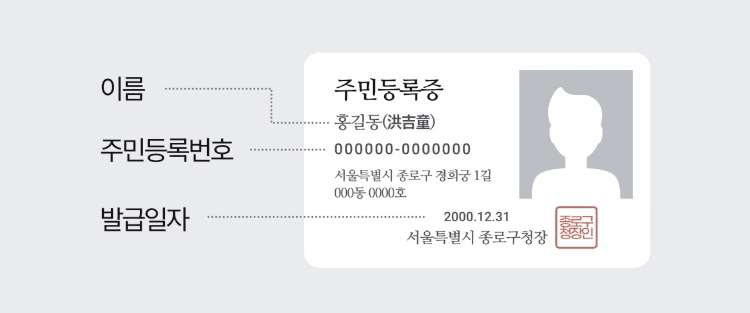 이름
주민등록번호
발급일자
주민등록증
홍길동(洪吉童)
000000-0000000
서울특별시 종로구 경희궁 1길
000동 0000호
2000.12.31
서울특별시 종로구청장
종로구
청장인